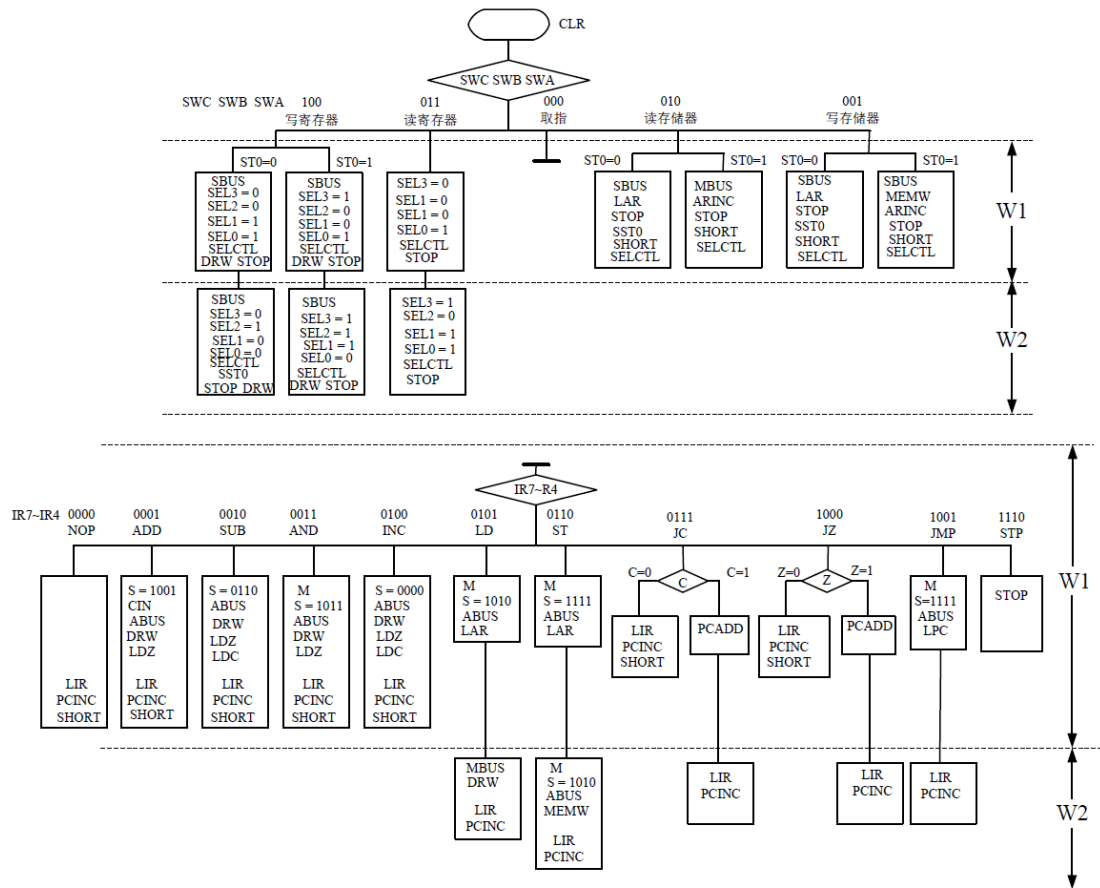 CLR
SWC SWB SWA
SWC SWB SWA
100
写寄存器
011
读寄存器
000
取指
010
读存储器
001
写存储器
ST0=0
ST0=1
ST0=0
ST0=1
ST0=0
ST0=1
SBUS
SEL3 = 0
SEL2 = 0
SEL1 = 1
SEL0 = 1
SELCTL
DRW STOP
SBUS
SEL3 = 1
SEL2 = 0
SEL1 = 0
SEL0 = 1
SELCTL
DRW STOP
SEL3 = 0
SEL1 = 0
SEL1 = 0
SEL0 = 1
SELCTL
STOP
SBUS
LAR
STOP
SST0
SHORT
SELCTL
MBUS
ARINC
STOP
SHORT
SELCTL
SBUS
LAR
STOP
SST0
SHORT
SELCTL
SBUS
MEMW
ARINC
STOP
SHORT
SELCTL
W1
SBUS
SEL3 = 0
SEL2 = 1
SEL1 = 0
SEL0 = 0
SELCTL
SST0
STOP DRW
SBUS
SEL3 = 1
SEL2 = 1
SEL1 = 1
SEL0 = 0
SELCTL
DRW STOP
SEL3 = 1
SEL2 = 0
SEL1 = 1
SEL0 = 1
SELCTL
STOP
W2
IR7~R4
IR7~IR4
0000
NOP
0001
ADD
0010
SUB
0011
AND
0100
INC
0101
LD
0110
ST
0111
JC
1000
JZ
1001
JMP
1110
STP
C=0
C
C=1
Z=0
Z
Z=1
LIR
PCINC
SHORT
S = 1001
CIN
ABUS
DRW
LDZ
LIR
PCINC
SHORT
S = 0110
ABUS
DRW
LDZ
LDC
LIR
PCINC
SHORT
M
S = 1011
ABUS
DRW
LDZ
LIR
PCINC
SHORT
S = 0000
ABUS
DRW
LDZ
LDC
LIR
PCINC
SHORT
M
S = 1010
ABUS
LAR
M
S = 1111
ABUS
LAR
LIR
PCINC
SHORT
PCADD
LIR
PCINC
SHORT
PCADD
M
S=1111
ABUS
LPC
STOP
W1
MBUS
DRW
LIR
PCINC
M
S = 1010
ABUS
MEMW
LIR
PCINC
LIR
PCINC
LIR
PCINC
LIR
PCINC
W2